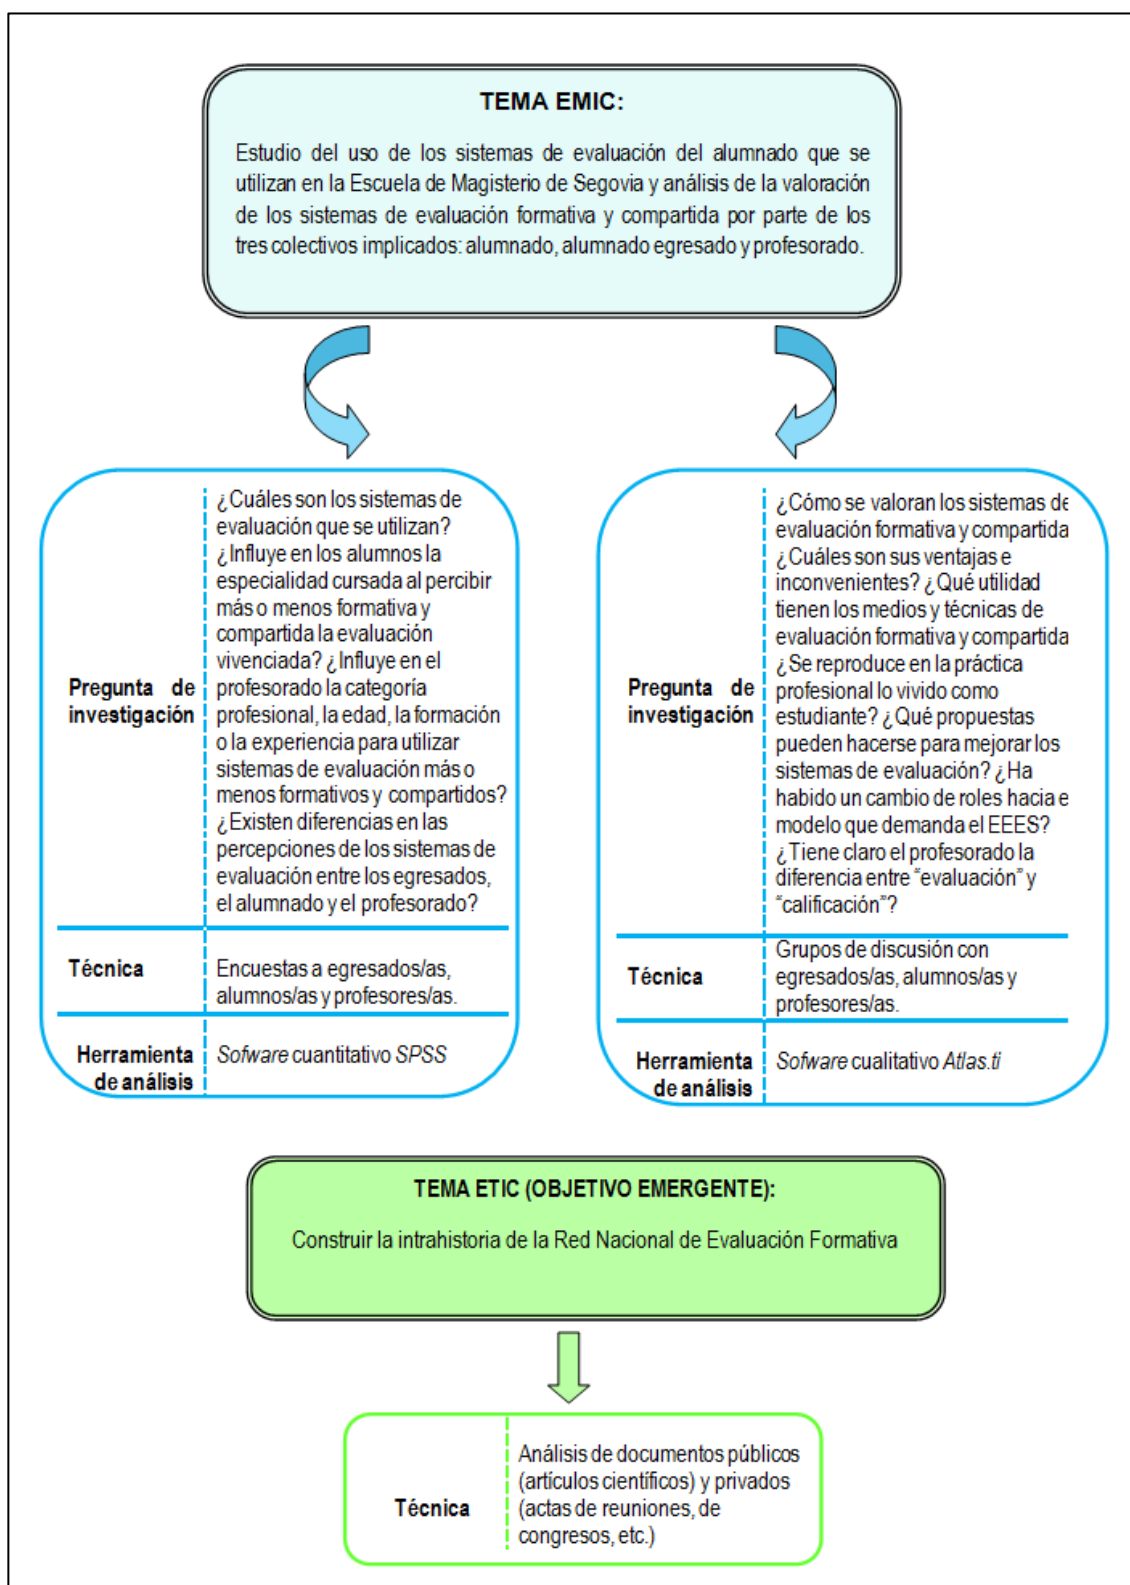 TEMA EMIC:
Estudio del uso de los sistemas de evaluación del alumnado que se
utilizan en la Escuela de Magisterio de Segovia y análisis de la valoración
de los sistemas de evaluación formativa y compartida por parte de los
tres colectivos implicados: alumnado, alumnado egresado y profesorado.
Pregunta de
investigación
¿Cuáles son los sistemas de
evaluación que se utilizan?
¿Influye en los alumnos la
especialidad cursada al percibir
más o menos formativa y
compartida la evaluación
vivenciada? ¿Influye en el
profesorado la categoría
profesional, la edad, la formación
o la experiencia para utilizar
sistemas de evaluación más o
menos formativos y compartidos?
¿Existen diferencias en las
percepciones de los sistemas de
evaluación entre los egresados,
el alumnado y el profesorado?
Técnica
Encuestas a egresados/as,
alumnos/as y profesores/as.
Herramienta
de análisis
Sofware cuantitativo SPSS
Pregunta de
investigación
¿Cómo se valoran los sistemas de
evaluación formativa y compartida
¿Cuáles son sus ventajas e
inconvenientes? ¿Qué utilidad
tienen los medios y técnicas de
evaluación formativa y compartida
¿Se reproduce en la práctica
profesional lo vivido como
estudiante? ¿Qué propuestas
pueden hacerse para mejorar los
sistemas de evaluación? ¿Ha
habido un cambio de roles hacia e
modelo que demanda el EEES?
¿Tiene claro el profesorado la
diferencia entre “evaluación” y
“calificación”?
Técnica
Grupos de discusión con
egresados/as, alumnos/as y
profesores/as.
Herramienta
de análisis
Sofware cualitativo Atlas.ti
TEMA ETIC (OBJETIVO EMERGENTE):
Construir la intrahistoria de la Red Nacional de Evaluación Formativa
Técnica
Análisis de documentos públicos
(artículos científicos) y privados
(actas de reuniones, de
congresos, etc.)